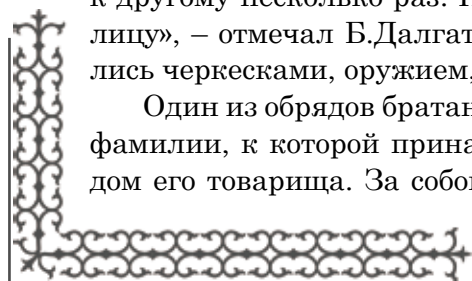 к другому несколько раз.
лицу», – отмечал Б.Далгат
лись черкесками, оружием,
Один из обрядов братан
фамилии, к которой прина
дом его товарища. За собо